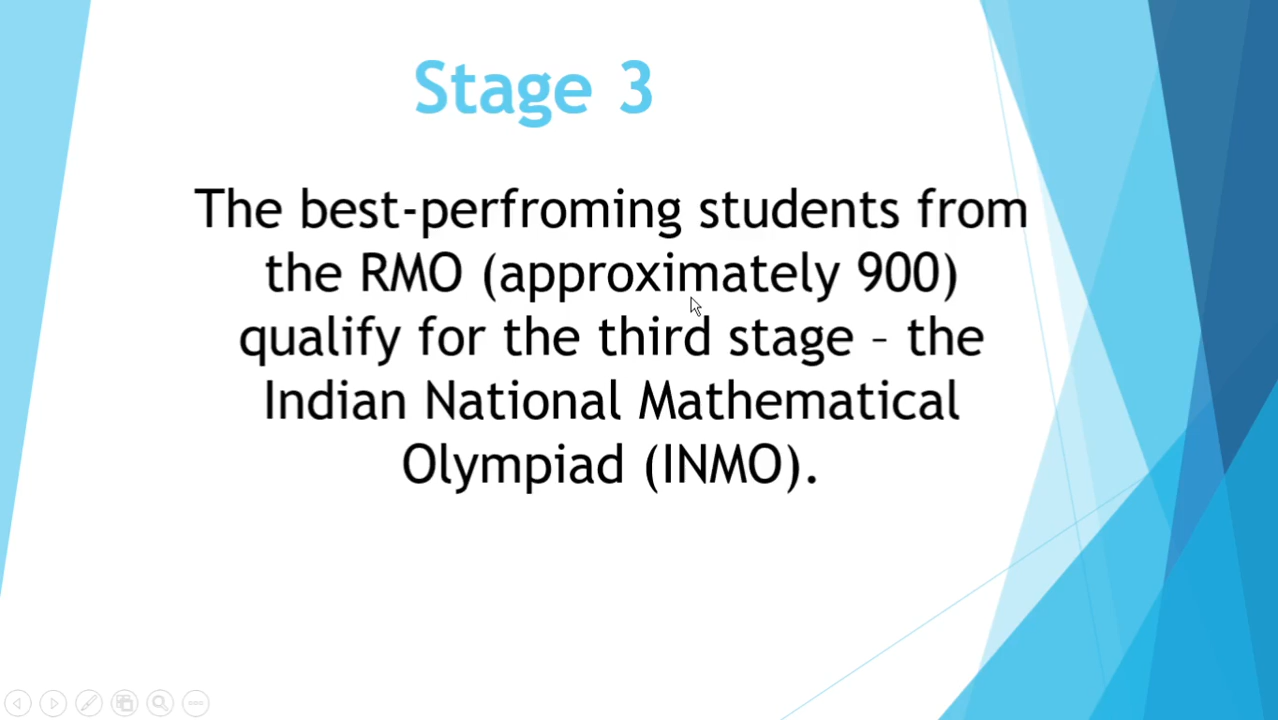 Stage 3
The best-perfroming students from
the RMO (approximately 900)
qualify for the third stage – the
Indian National Mathematical
Olympiad (INMO).